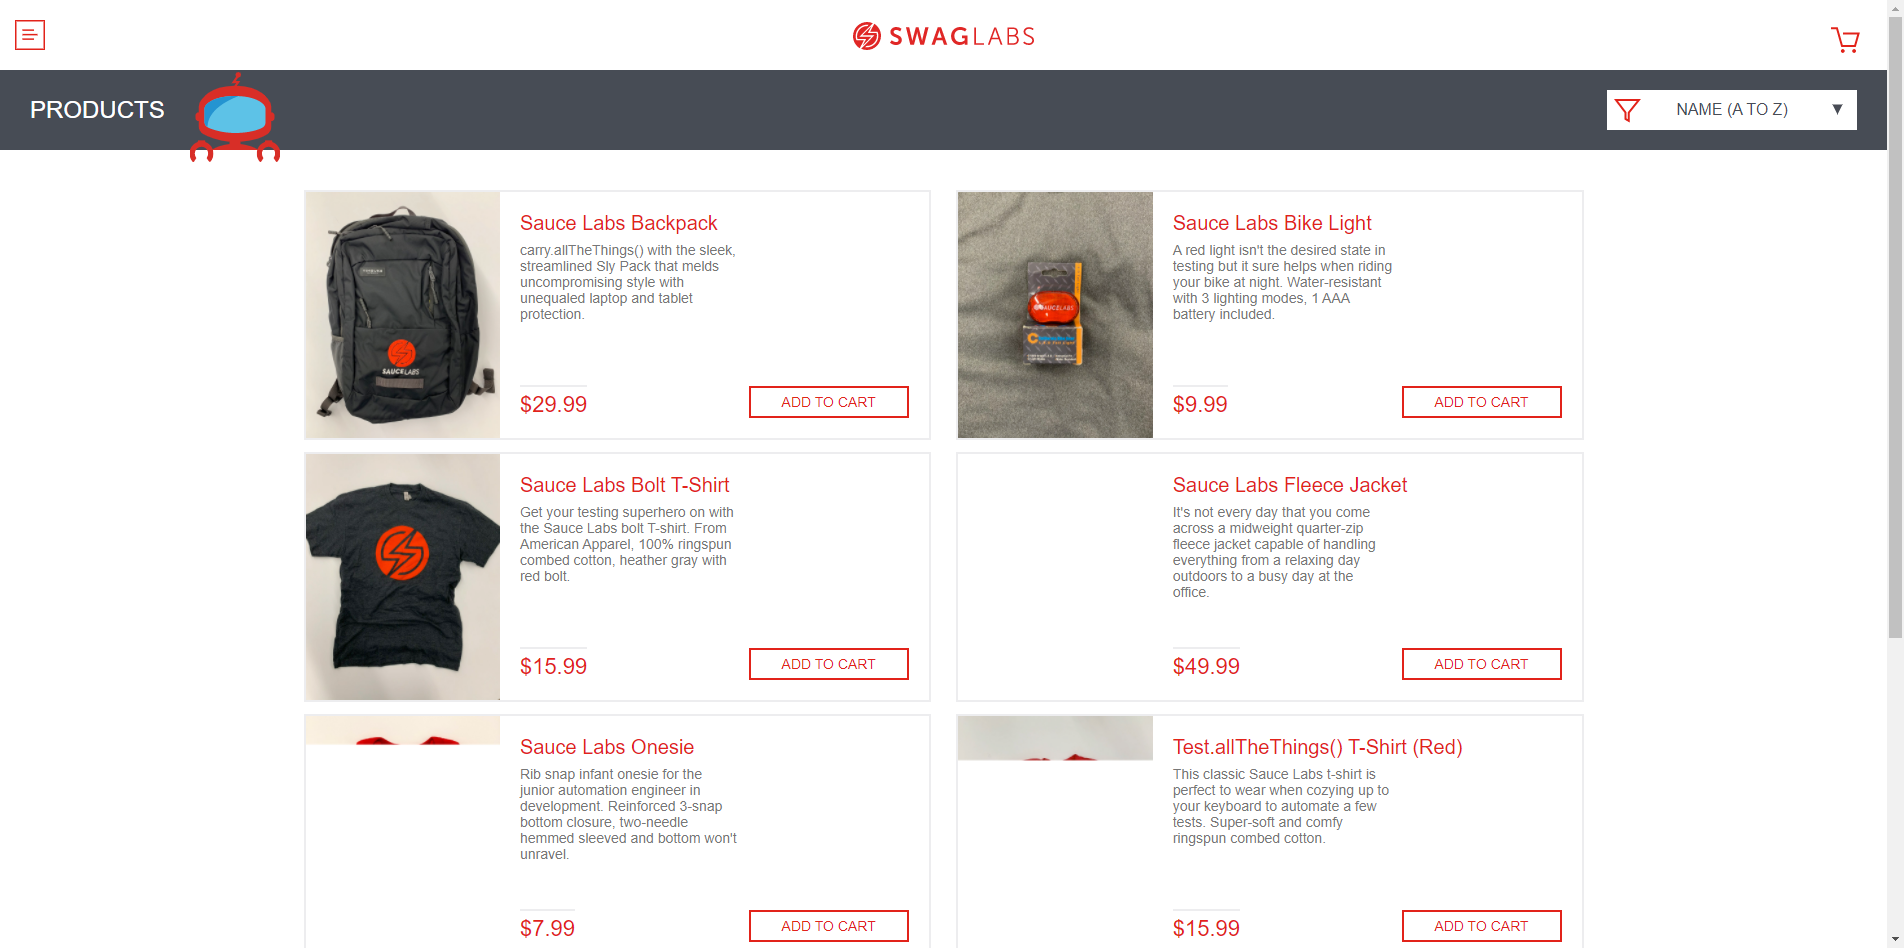 SWAGLABS
PRODUCTS
NAME (A TO Z)
Sauce Labs Backpack
carry.allTheThings() with the sleek,
streamlined Sly Pack that melds
uncompromising style with
unequaled laptop and tablet
protection.
SAUCELABS
$29.99
ADD TO CART
Sauce Labs Bike Light
A red light isn't the desired state in
testing but it sure helps when riding
your bike at night. Water-resistant
with 3 lighting modes, 1 AAA
battery included.
SAUCELABS
$9.99
ADD TO CART
Sauce Labs Bolt T-Shirt
Get your testing superhero on with
the Sauce Labs bolt T-shirt. From
American Apparel, 100% ringspun
combed cotton, heather gray with
red bolt.
$15.99
ADD TO CART
Sauce Labs Fleece Jacket
It's not every day that you come
across a midweight quarter-zip
fleece jacket capable of handling
everything from a relaxing day
outdoors to a busy day at the
office.
$49.99
ADD TO CART
Sauce Labs Onesie
Rib snap infant onesie for the
junior automation engineer in
development. Reinforced 3-snap
bottom closure, two-needle
hemmed sleeved and bottom won't
unravel.
$7.99
ADD TO CART
Test.allTheThings() T-Shirt (Red)
This classic Sauce Labs t-shirt is
perfect to wear when cozying up to
your keyboard to automate a few
tests. Super-soft and comfy
ringspun combed cotton.
$15.99
ADD TO CART